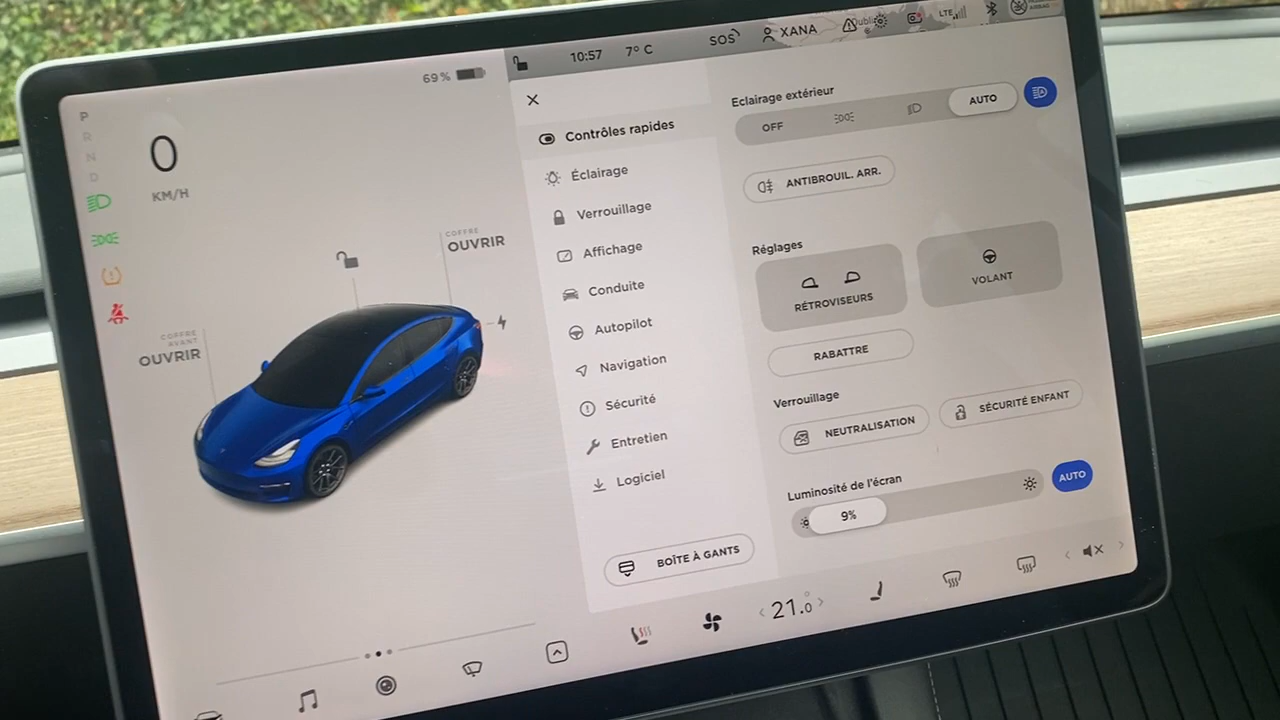 69 %
10:57
7° C
SOS
XANA
LTE
P
R
N
D
0
KM/H
COFFRE
OUVRIR
COFFRE
AVANT
OUVRIR
Contrôles rapides
Éclairage
Verrouillage
Affichage
Conduite
Autopilot
Navigation
Sécurité
Entretien
Logiciel
BOÎTE À GANTS
Eclairage extérieur
OFF
AUTO
ANTIBROUIL. ARR.
Réglages
RÉTROVISEURS
VOLANT
RABATTRE
Verrouillage
NEUTRALISATION
SÉCURITÉ ENFANT
Luminosité de l'écran
9%
AUTO
21.0°